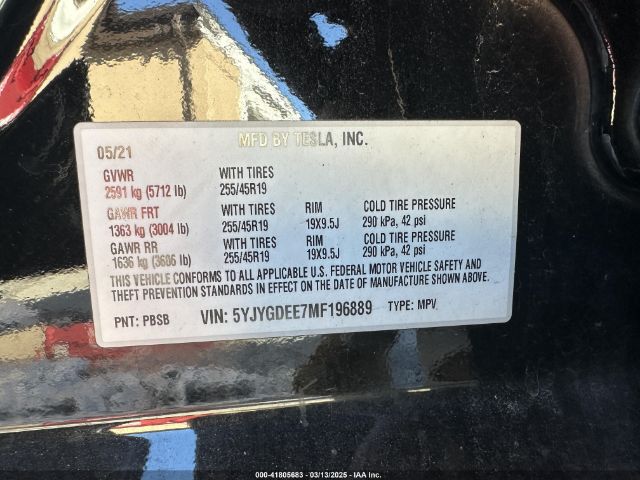 MFD BY TESLA, INC.
05/21
GVWR WITH TIRES
2591 kg (5712 lb) 255/45R19
GAWR FRT WITH TIRES RIM COLD TIRE PRESSURE
1363 kg (3004 lb) 255/45R19 19X9.5J 290 kPa, 42 psi
GAWR RR WITH TIRES RIM COLD TIRE PRESSURE
1636 kg (3606 lb) 255/45R19 19X9.5J 290 kPa, 42 psi
THIS VEHICLE CONFORMS TO ALL APPLICABLE U.S. FEDERAL MOTOR VEHICLE SAFETY AND
THEFT PREVENTION STANDARDS IN EFFECT ON THE DATE OF MANUFACTURE SHOWN ABOVE.
PNT: PBSB VIN: 5YJYGDEE7MF196889 TYPE: MPV
000-41805683 - 03/13/2025 - IAA Inc.